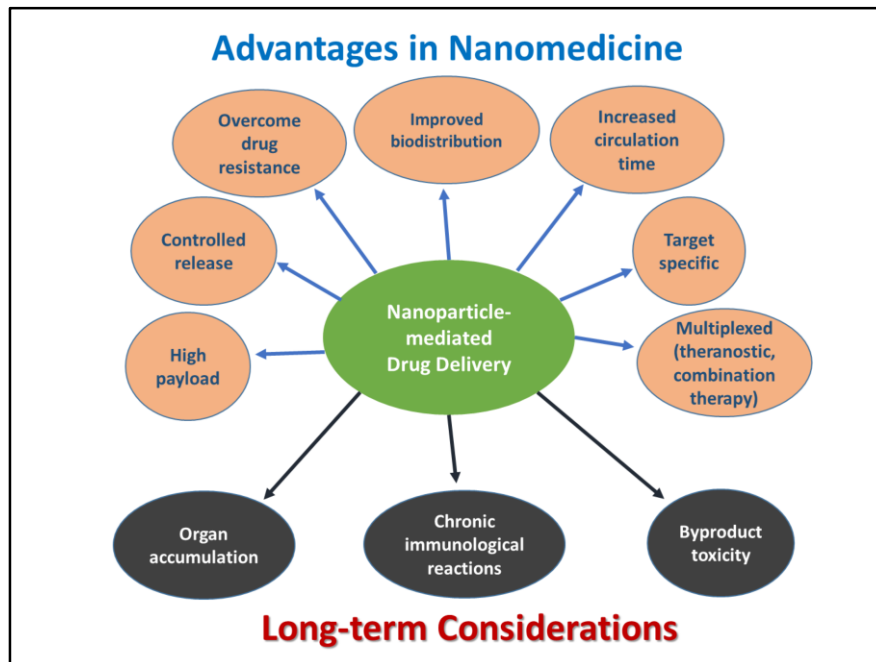 Advantages in Nanomedicine
Overcome
drug
resistance
Improved
biodistribution
Increased
circulation
time
Controlled
release
Target
specific
High
payload
Nanoparticle-
mediated
Drug Delivery
Multiplexed
(theranostic,
combination
therapy)
Organ
accumulation
Chronic
immunological
reactions
Byproduct
toxicity
Long-term Considerations